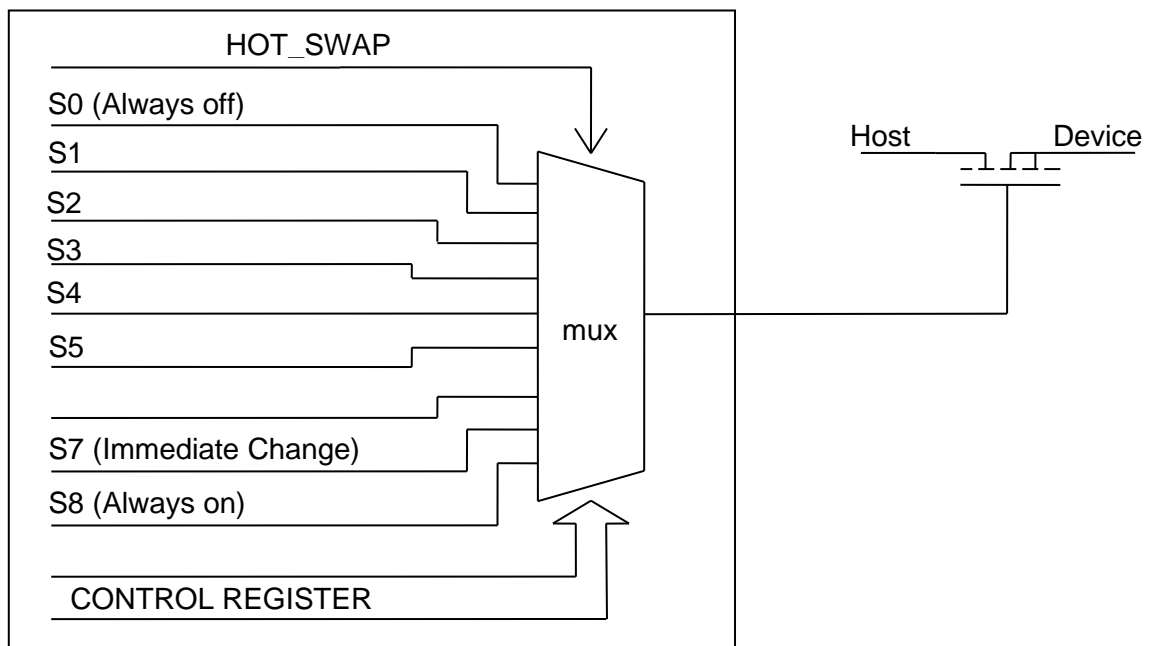 HOT_SWAP
S0 (Always off)
S1
S2
S3
S4
S5
S7 (Immediate Change)
S8 (Always on)
CONTROL REGISTER
mux
Host
Device